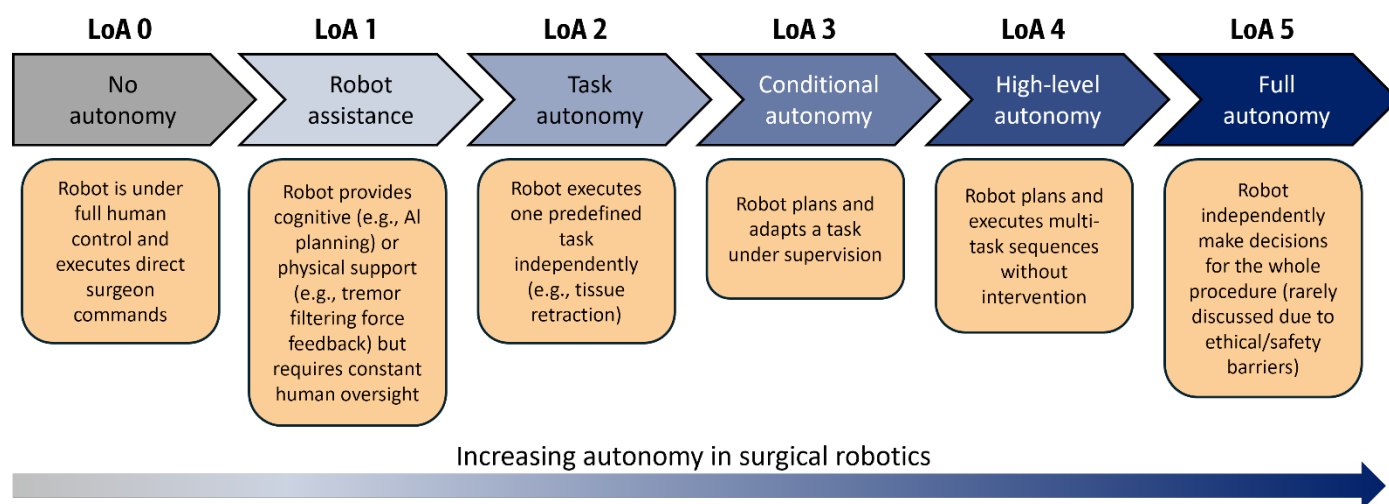 LoA 0
LoA 1
LoA 2
LoA 3
LoA 4
LoA 5
No
autonomy
Robot
assistance
Task
autonomy
Conditional
autonomy
High-level
autonomy
Full
autonomy
Robot is under
full human
control and
executes direct
surgeon
commands
Robot provides
cognitive (e.g., AI
planning) or
physical support
(e.g., tremor
filtering force
feedback) but
requires constant
human oversight
Robot executes
one predefined
task
independently
(e.g., tissue
retraction)
Robot plans and
adapts a task
under supervision
Robot plans and
executes multi-
task sequences
without
intervention
Robot
independently
make decisions
for the whole
procedure (rarely
discussed due to
ethical/safety
barriers)
Increasing autonomy in surgical robotics